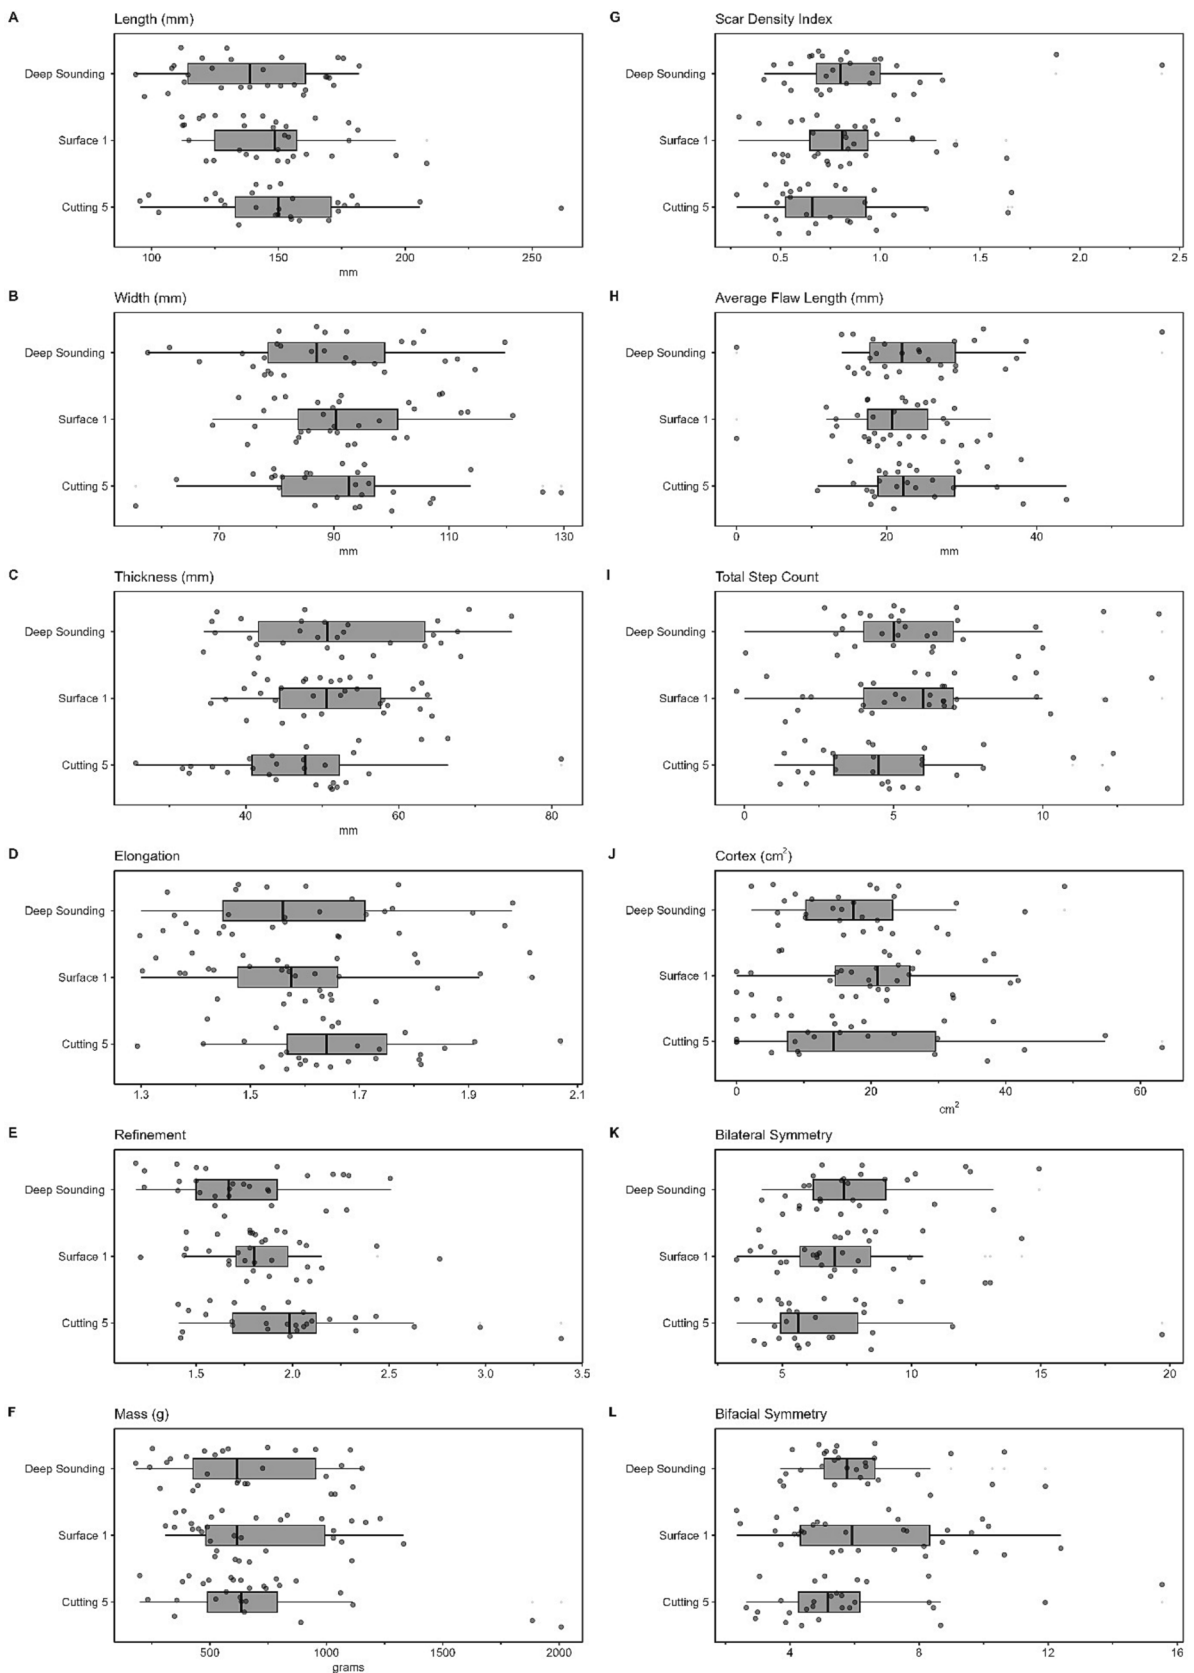 A Length (mm)
Deep Sounding
Surface 1
Cutting 5
100 150 200 250
mm
B Width (mm)
Deep Sounding
Surface 1
Cutting 5
70 90 110 130
mm
C Thickness (mm)
Deep Sounding
Surface 1
Cutting 5
40 60 80
mm
D Elongation
Deep Sounding
Surface 1
Cutting 5
1.3 1.5 1.7 1.9 2.1
E Refinement
Deep Sounding
Surface 1
Cutting 5
1.5 2.0 2.5 3.0 3.5
F Mass (g)
Deep Sounding
Surface 1
Cutting 5
500 1000 1500 2000
grams
G Scar Density Index
Deep Sounding
Surface 1
Cutting 5
0.5 1.0 1.5 2.0 2.5
H Average Flaw Length (mm)
Deep Sounding
Surface 1
Cutting 5
0 20 40
mm
I Total Step Count
Deep Sounding
Surface 1
Cutting 5
0 5 10
J Cortex (cm²)
Deep Sounding
Surface 1
Cutting 5
0 20 40 60
cm²
K Bilateral Symmetry
Deep Sounding
Surface 1
Cutting 5
5 10 15 20
L Bifacial Symmetry
Deep Sounding
Surface 1
Cutting 5
4 8 12 16